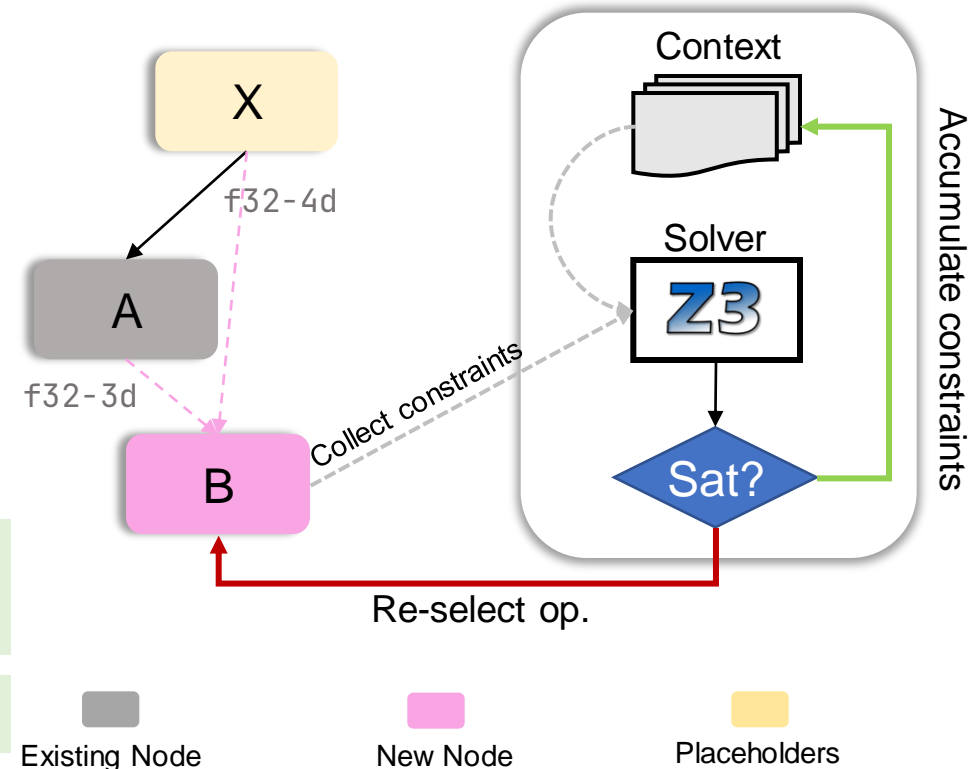 Context
X
f32-4d
Accumulate constraints
Solver
Z3
A
f32-3d
Collect constraints
B
Sat?
Re-select op.
Existing Node
New Node
Placeholders